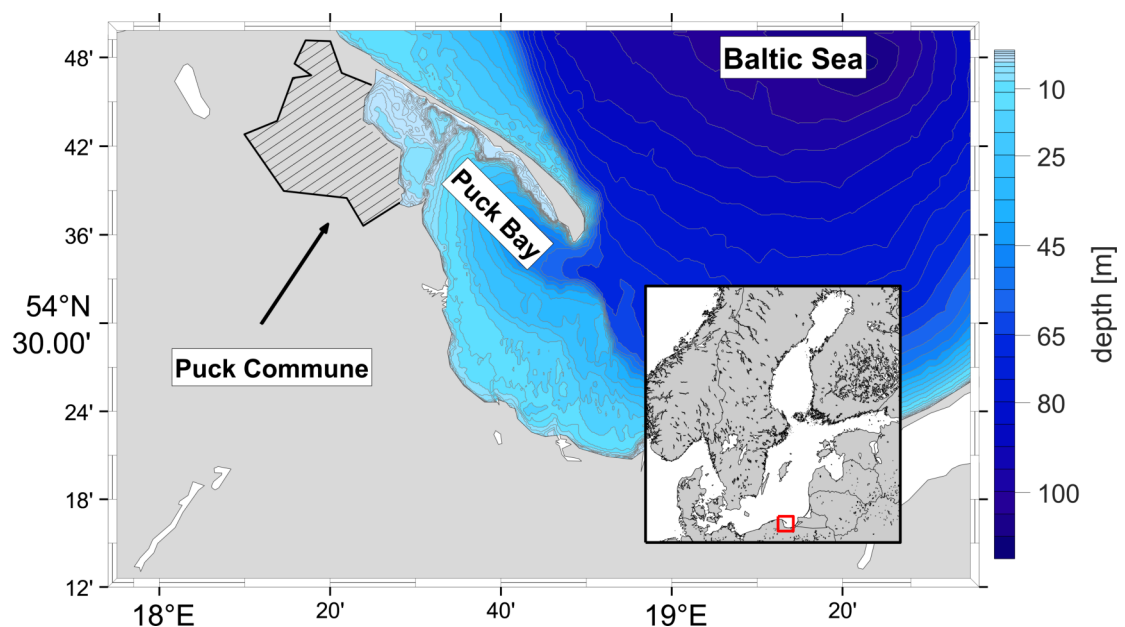 48'
42'
36'
54°N
30.00'
24'
18'
12'
18°E
20'
40'
19°E
20'
Baltic Sea
Puck Bay
Puck Commune
10
25
45
65
80
100
depth [m]